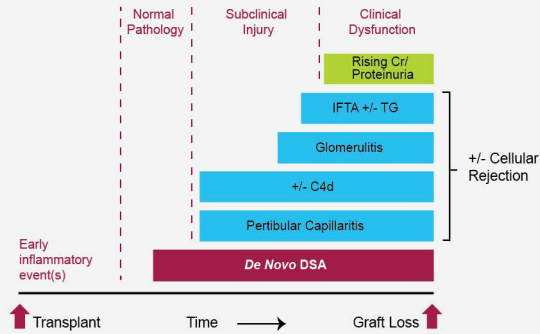 Normal
Pathology
Subclinical
Injury
Clinical
Dysfunction
Rising Cr/
Proteinuria
IFTA +/- TG
Glomerulitis
+/- C4d
Pertibular Capillaritis
+/- Cellular
Rejection
Early
inflammatory
event(s)
De Novo DSA
Transplant
Time
Graft Loss